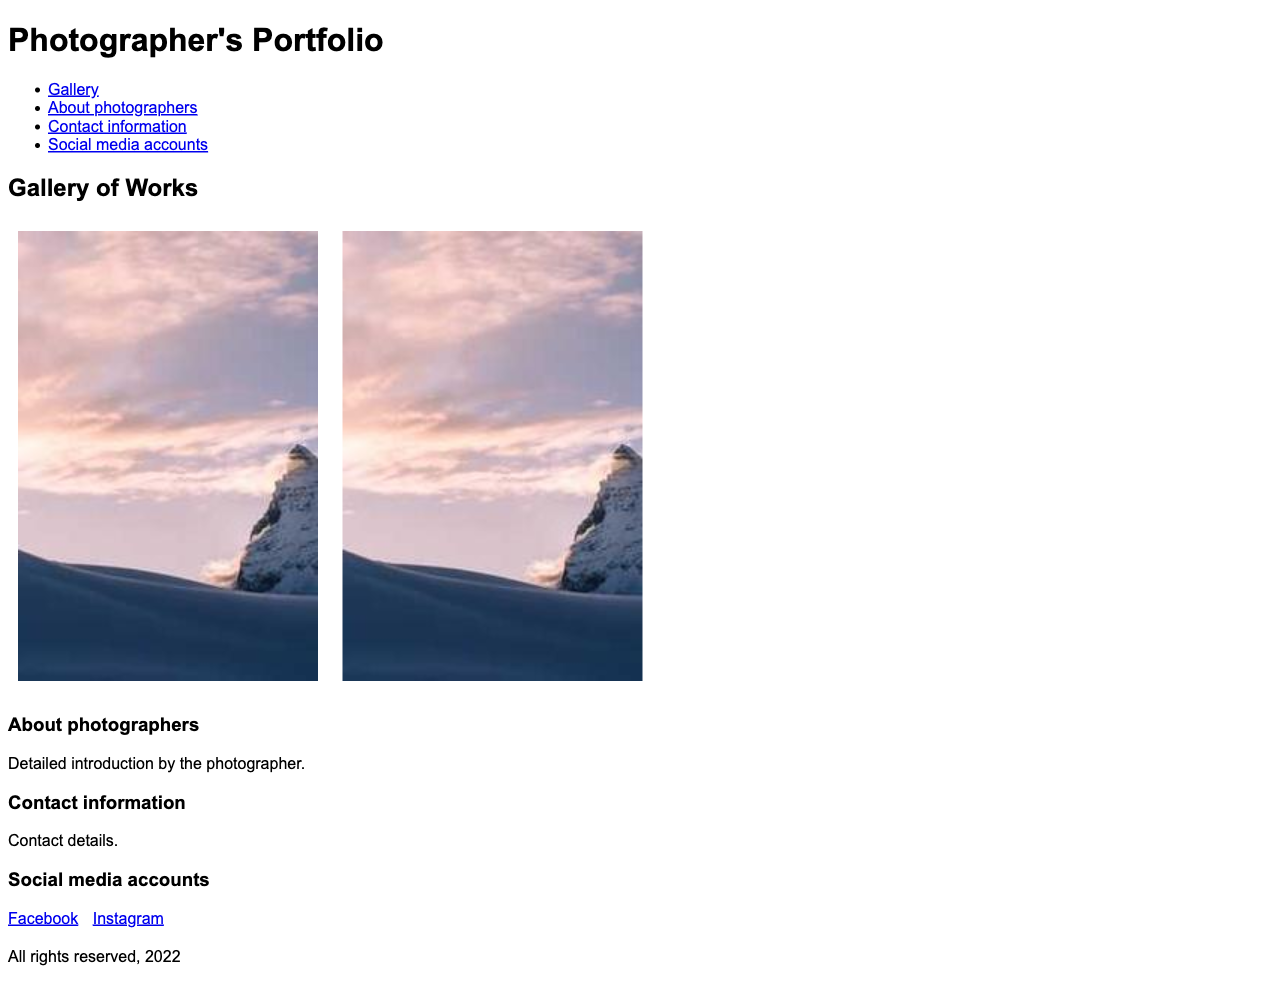 Photographer's Portfolio
Gallery
About photographers
Contact information
Social media accounts
Gallery of Works
About photographers
Detailed introduction by the photographer.
Contact information
Contact details.
Social media accounts
Facebook Instagram
All rights reserved, 2022